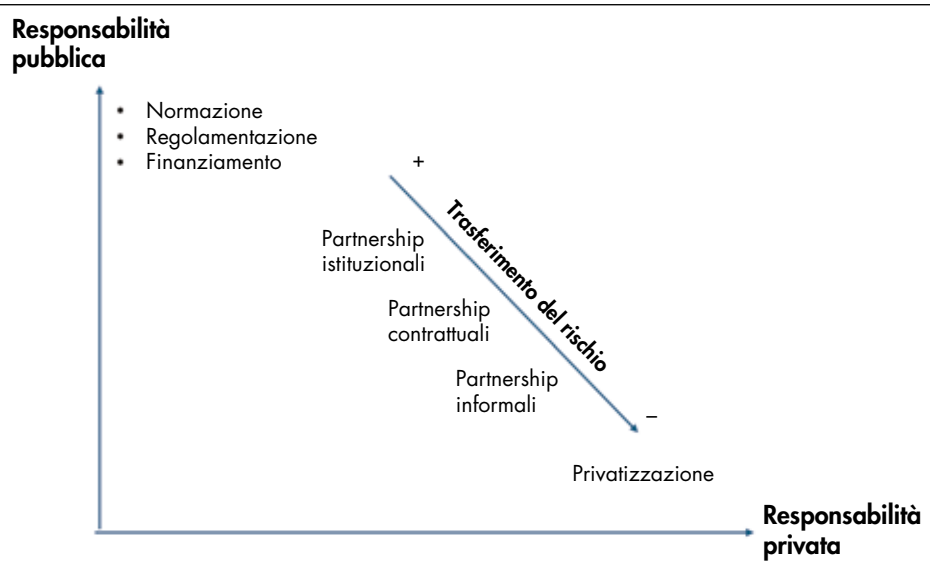 Responsabilità
pubblica
• Normazione
• Regolamentazione
• Finanziamento
+
Trasferimento del rischio
Partnership
istituzionali
Partnership
contrattuali
Partnership
informali
–
Privatizzazione
Responsabilità
privata